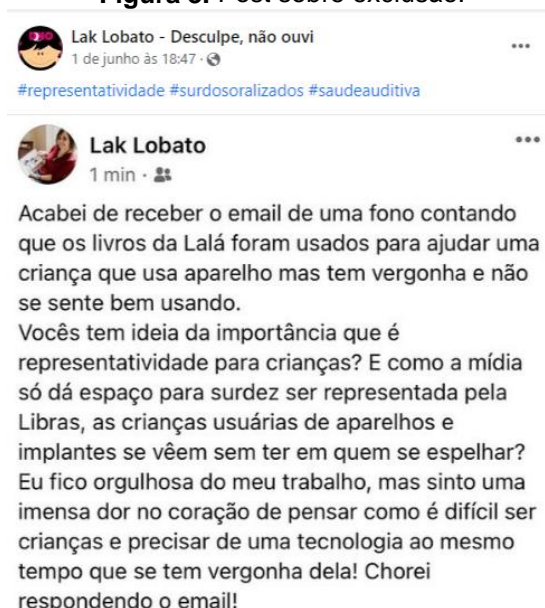 Figura 3. Post sobre exclusão.
Lak Lobato - Desculpe, não ouvi
1 de junho às 18:47 ·
#representatividade #surdosoralizados #saudeauditiva
Lak Lobato
1 min ·
Acabei de receber o email de uma fono contando
que os livros da Lalá foram usados para ajudar uma
criança que usa aparelho mas tem vergonha e não
se sente bem usando.
Vocês tem ideia da importância que é
representatividade para crianças? E como a mídia
só dá espaço para surdez ser representada pela
Libras, as crianças usuárias de aparelhos e
implantes se vêem sem ter em quem se espelhar?
Eu fico orgulhosa do meu trabalho, mas sinto uma
imensa dor no coração de pensar como é difícil ser
crianças e precisar de uma tecnologia ao mesmo
tempo que se tem vergonha dela! Chorei
respondendo o email!